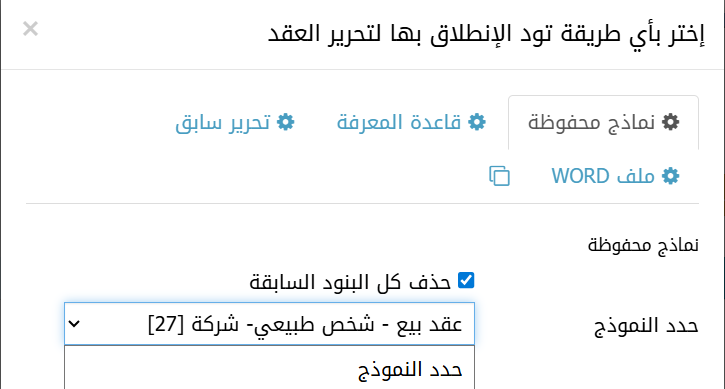 إختر بأي طريقة تود الإنطلاق بها لتحرير العقد
×
نماذج محفوظة
قاعدة المعرفة
تحرير سابق
ملف WORD
نماذج محفوظة
حذف كل البنود السابقة
حدد النموذج
عقد بيع - شخص طبيعي- شركة [27]
حدد النموذج